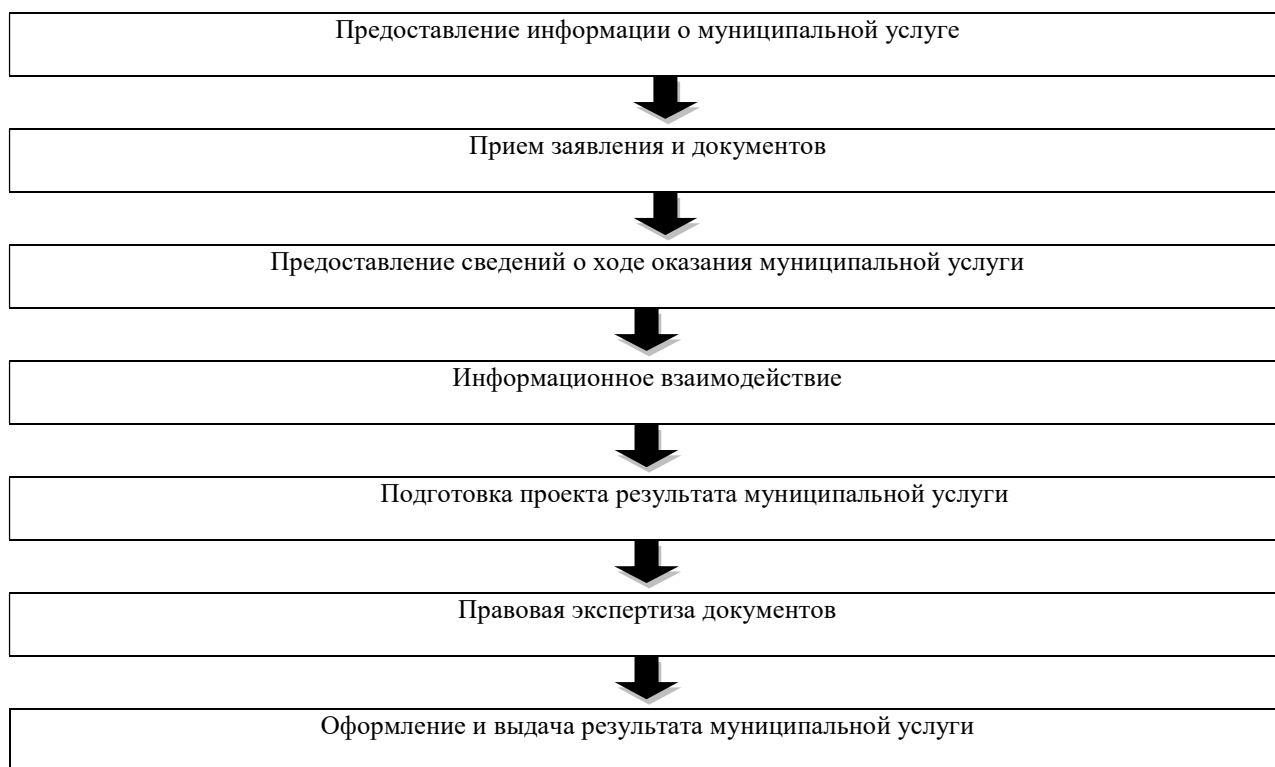 Предоставление информации о муниципальной услуге
Прием заявления и документов
Предоставление сведений о ходе оказания муниципальной услуги
Информационное взаимодействие
Подготовка проекта результата муниципальной услуги
Правовая экспертиза документов
Оформление и выдача результата муниципальной услуги